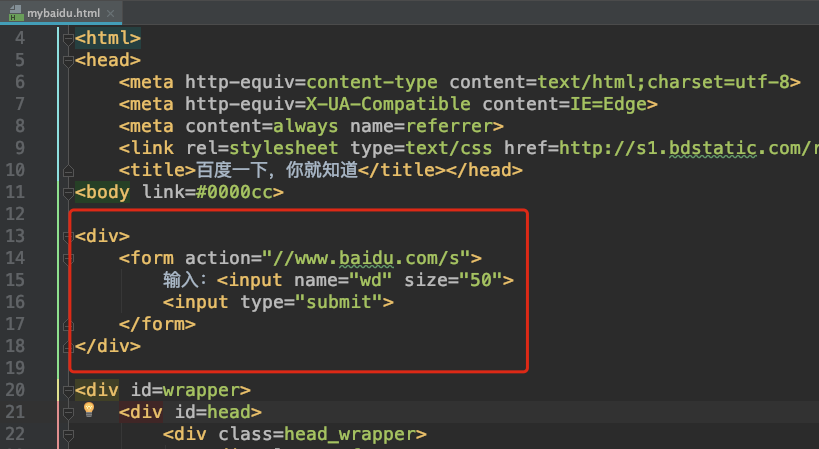 mybaidu.html
4 <html>
5 <head>
6 <meta http-equiv=content-type content=text/html;charset=utf-8>
7 <meta http-equiv=X-UA-Compatible content=IE=Edge>
8 <meta content=always name=referrer>
9 <link rel=stylesheet type=text/css href=http://s1.bdstatic.com/r
10 <title>百度一下，你就知道</title></head>
11 <body link=#0000cc>
12
13 <div>
14 <form action="//www.baidu.com/s">
15 输入：<input name="wd" size="50">
16 <input type="submit">
17 </form>
18 </div>
19
20 <div id=wrapper>
21 <div id=head>
22 <div class=head_wrapper>